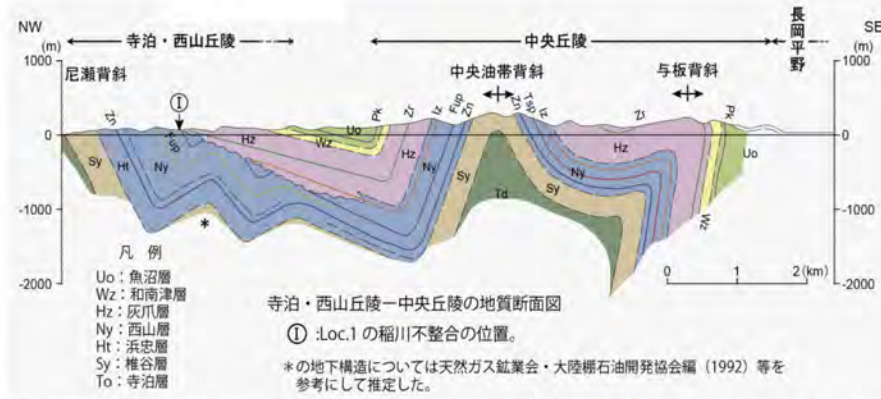 NW
SE
(m)
(m)
寺泊・西山丘陵
中央丘陵
長岡平野
1000
1000
尼瀬背斜
中央油帯背斜
与板背斜
Ⓘ
Zn
Fup
Uo
Pk
Zr
Iz
Fup
Zn
Zn
Tsp
Iz
Pk
0
0
Hz
Wz
Hz
Hz
Uo
Sy
Ht
Ny
Ny
Sy
Ny
Sy
Td
Wz
-1000
-1000
*
-2000
-2000
0
1
2 (km)
凡 例
Uo:魚沼層
Wz:和南津層
Hz:灰爪層
Ny:西山層
Ht:浜忠層
Sy:椎谷層
To:寺泊層
寺泊・西山丘陵ー中央丘陵の地質断面図
Ⓘ :Loc.1 の稲川不整合の位置。
*の地下構造については天然ガス鉱業会・大陸棚石油開発協会編(1992)等を
参考にして推定した。